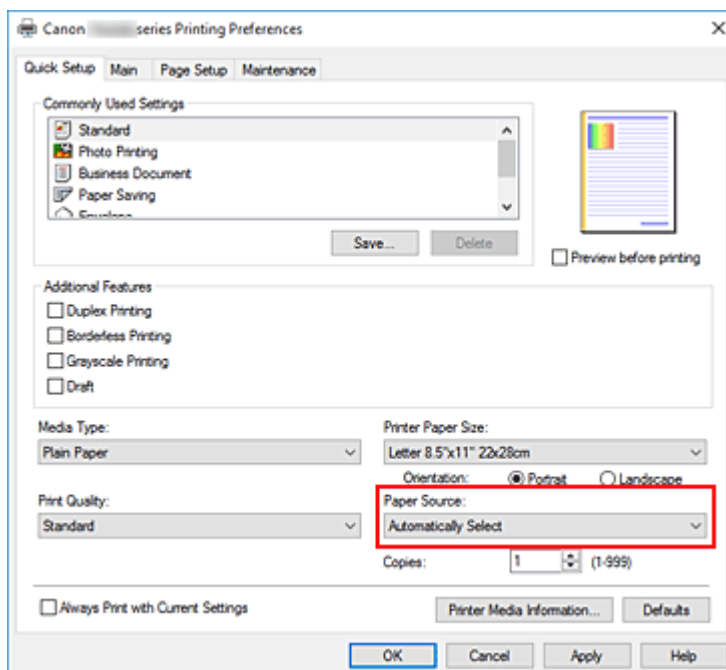 Canon series Printing Preferences
Quick Setup Main Page Setup Maintenance
Commonly Used Settings
Standard
Photo Printing
Business Document
Paper Saving
Save... Delete
Preview before printing
Additional Features
Duplex Printing
Borderless Printing
Grayscale Printing
Draft
Media Type: Printer Paper Size:
Plain Paper Letter 8.5"x11" 22x28cm
Orientation: Portrait Landscape
Print Quality: Paper Source:
Standard Automatically Select
Copies: 1 (1-999)
Always Print with Current Settings Printer Media Information... Defaults
OK Cancel Apply Help